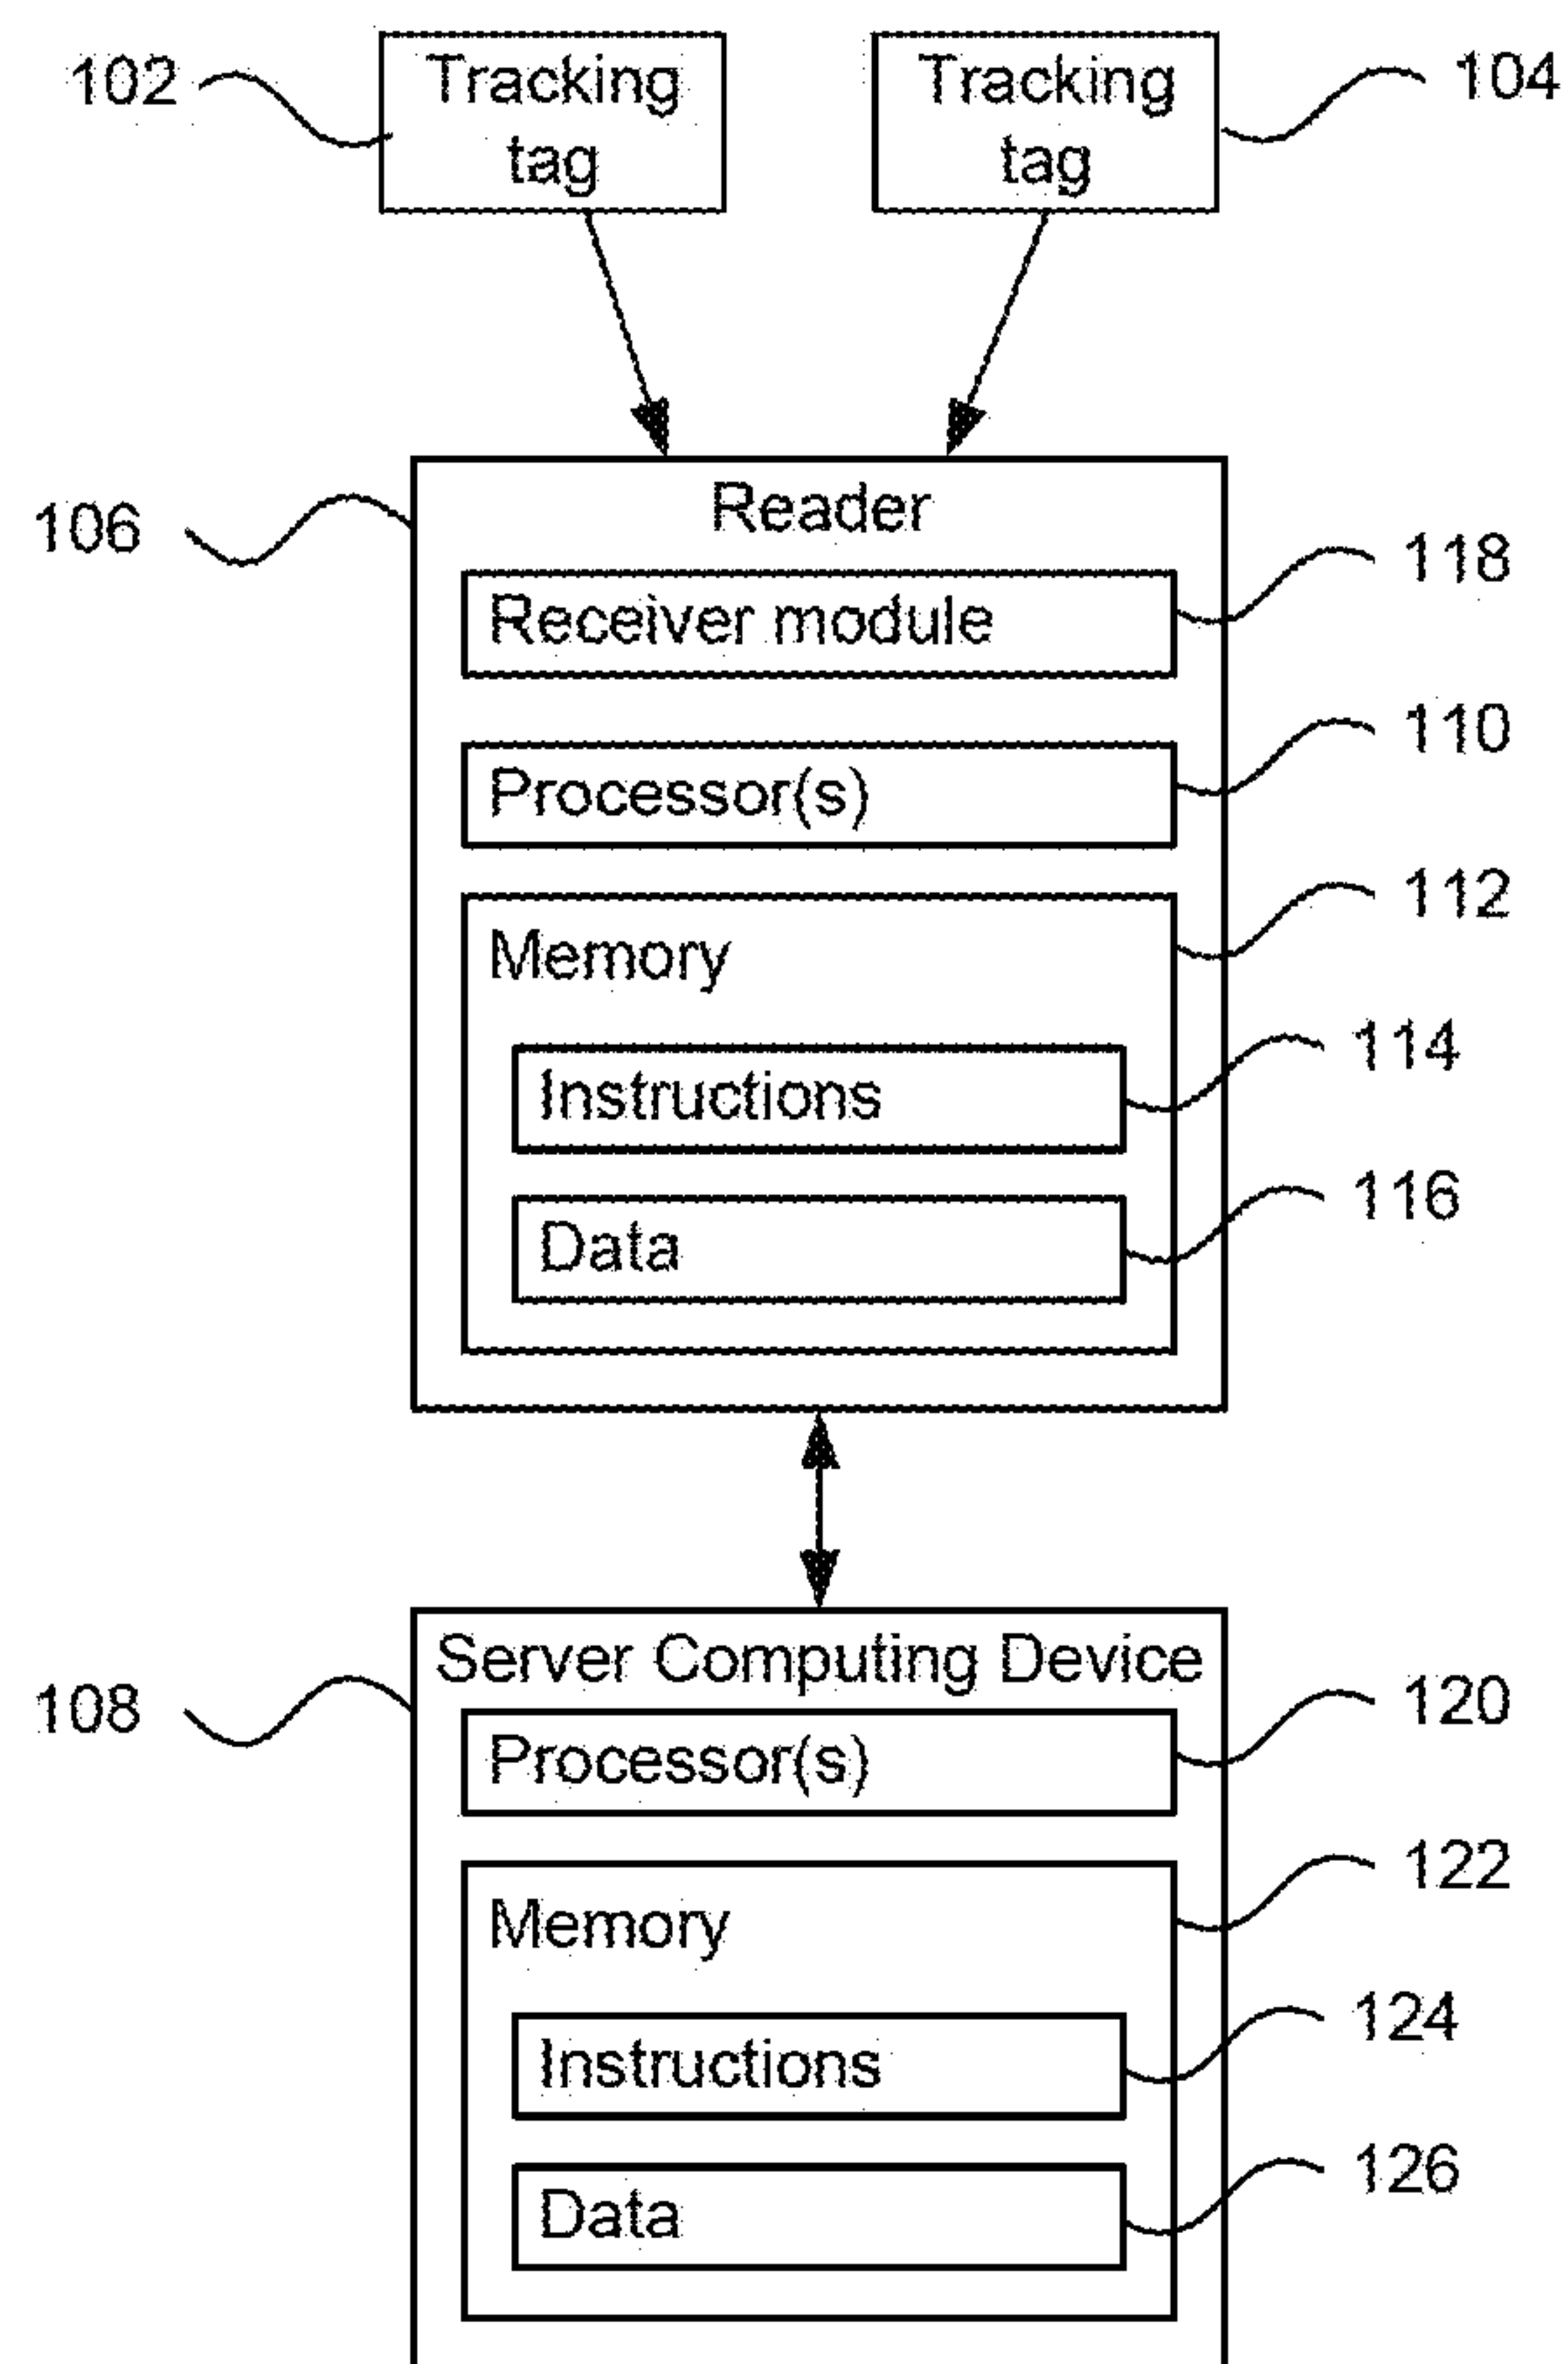 102 Tracking tag
Tracking tag 104
106 Reader
Receiver module 118
Processor(s) 110
Memory 112
Instructions 114
Data 116
108 Server Computing Device
Processor(s) 120
Memory 122
Instructions 124
Data 126